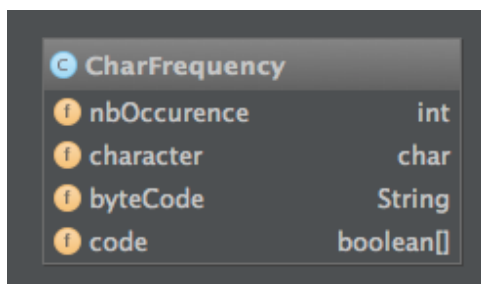 C CharFrequency
f nbOccurence int
f character char
f byteCode String
f code boolean[]